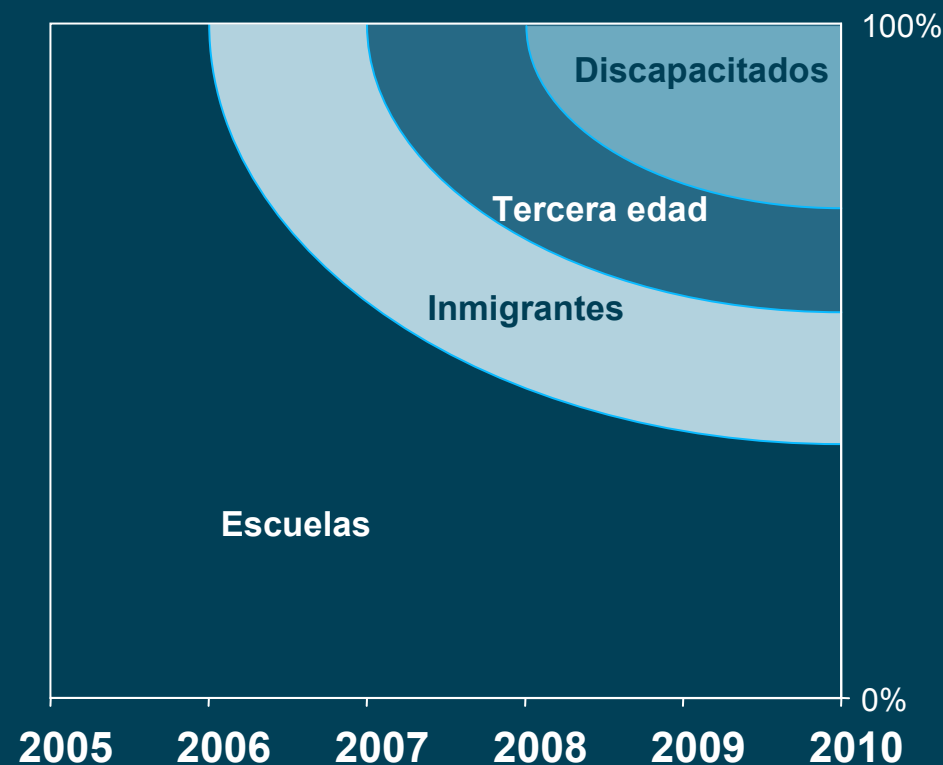 100%
Discapacitados
Tercera edad
Inmigrantes
Escuelas
0%
2005 2006 2007 2008 2009 2010